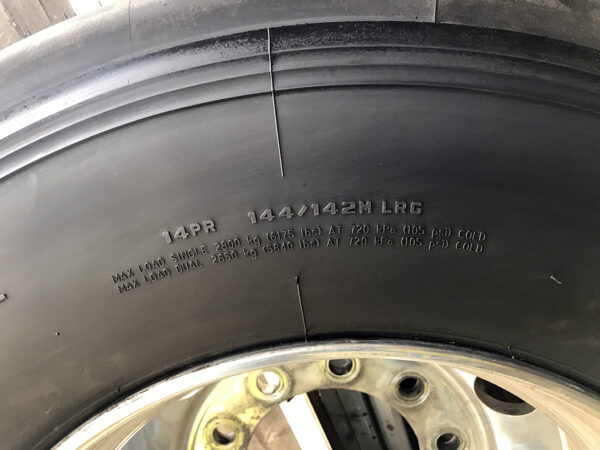 14PR 144/142M LRG
MAX LOAD SINGLE 2800 kg (6175 lbs) AT 720 kPa (105 psi) COLD
MAX LOAD DUAL 2650 kg (5840 lbs) AT 720 kPa (105 psi) COLD